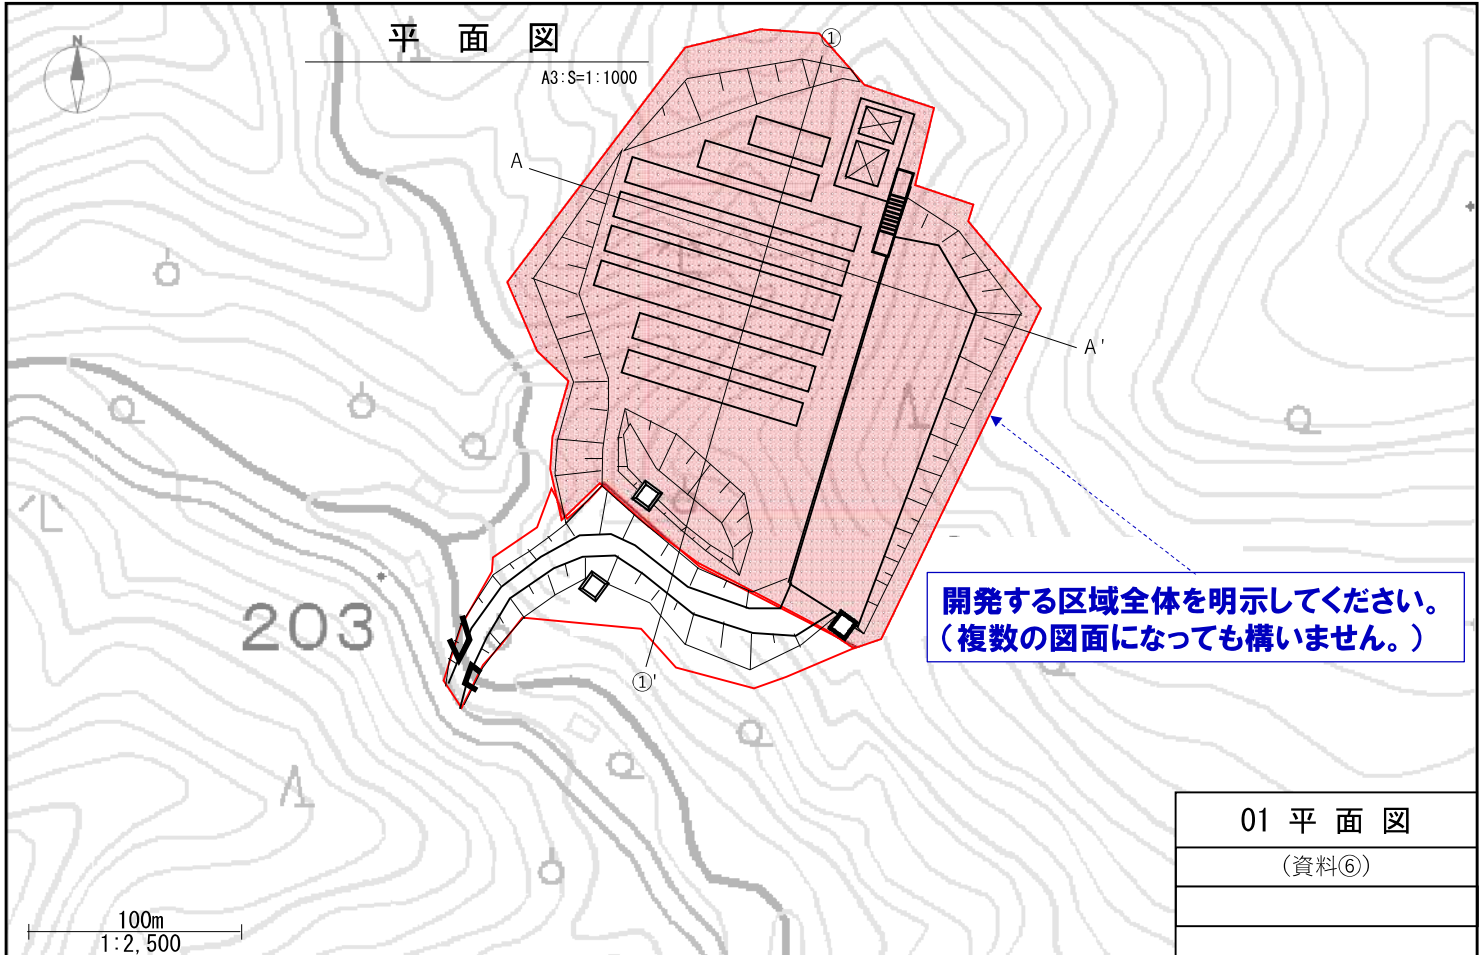 平 面 図
A3:S=1:1000
N
①
A
A'
開発する区域全体を明示してください。
（複数の図面になっても構いません。）
203
①'
01 平 面 図
（資料⑥）
100m
1:2,500